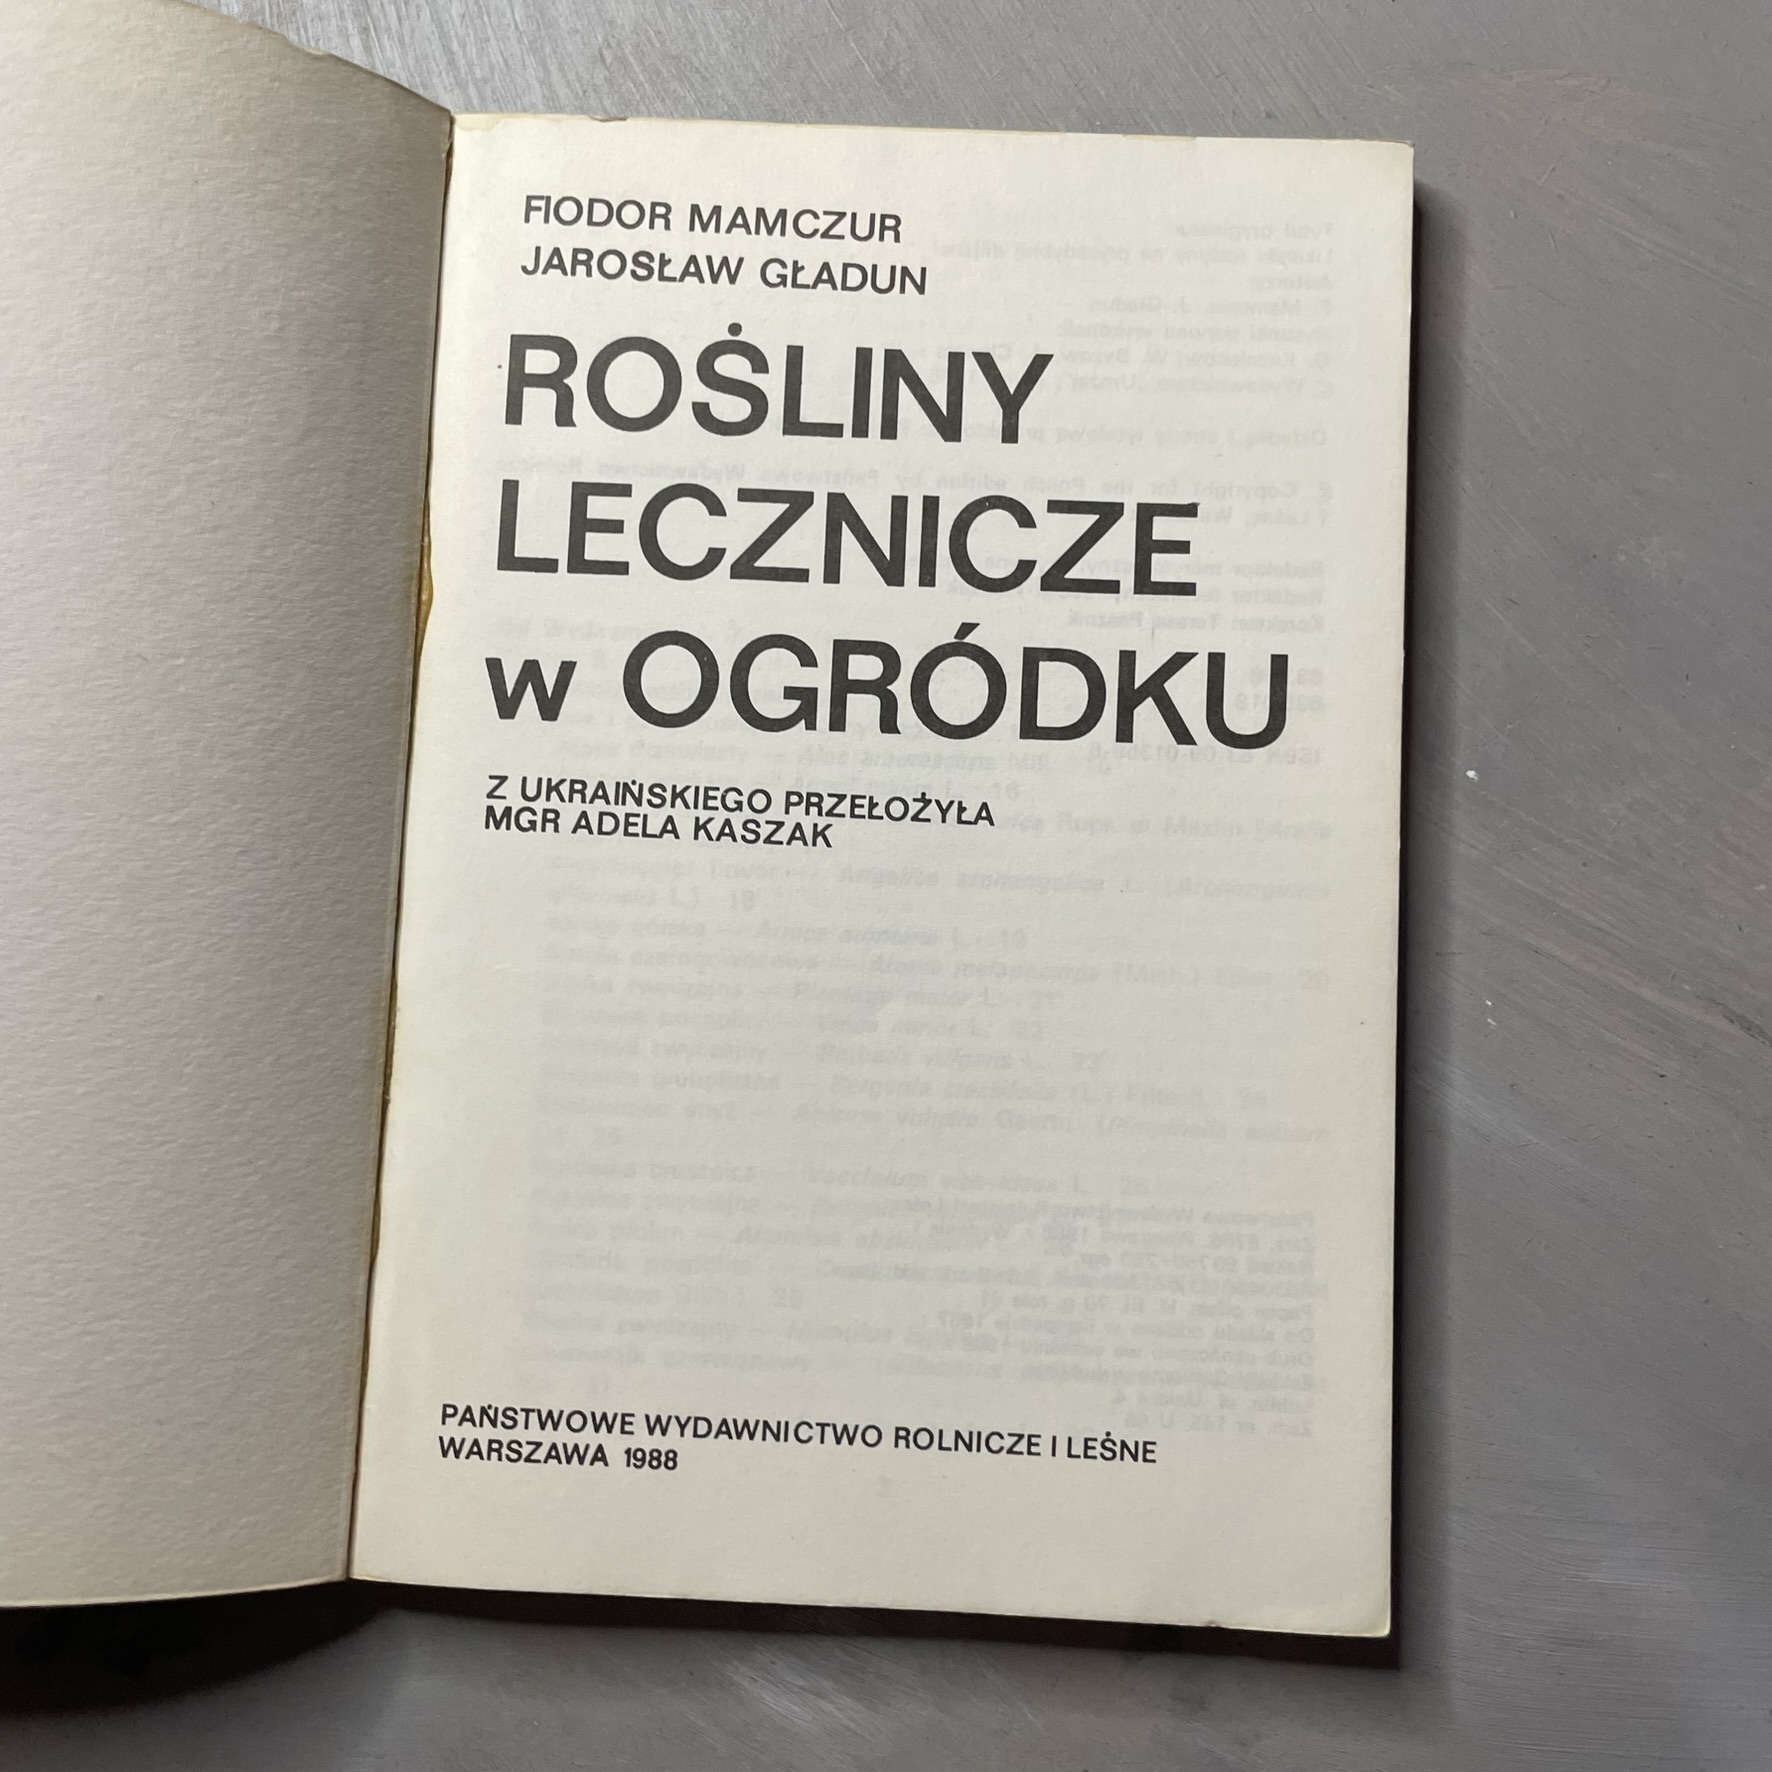 FIODOR MAMCZUR
JAROSŁAW GŁADUN
ROŚLINY
LECZNICZE
w OGRÓDKU
Z UKRAIŃSKIEGO PRZEŁOŻYŁA
MGR ADELA KASZAK
PAŃSTWOWE WYDAWNICTWO ROLNICZE I LEŚNE
WARSZAWA 1988